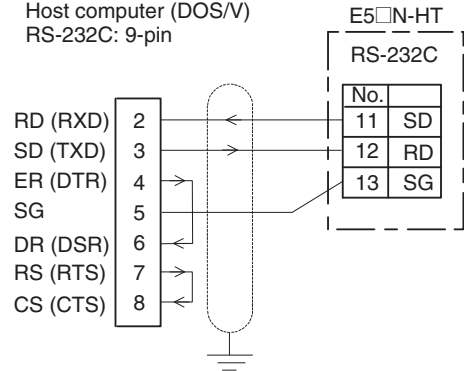 Host computer (DOS/V)
RS-232C: 9-pin
E5□N-HT
RS-232C
No.
RD (RXD) 2 11 SD
SD (TXD) 3 12 RD
ER (DTR) 4 13 SG
SG 5
DR (DSR) 6
RS (RTS) 7
CS (CTS) 8